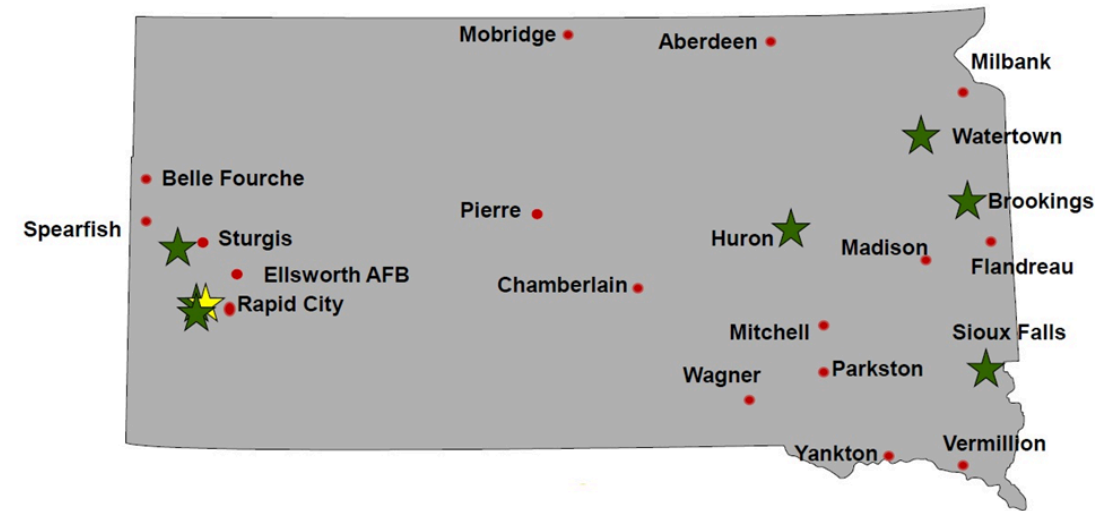 Mobridge
Aberdeen
Milbank
Watertown
Belle Fourche
Brookings
Pierre
Spearfish
Sturgis
Huron
Madison
Flandreau
Ellsworth AFB
Chamberlain
Rapid City
Mitchell
Sioux Falls
Parkston
Wagner
Vermillion
Yankton